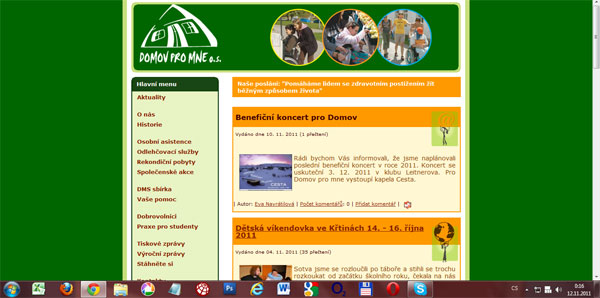 DOMOV PRO MNE o.s.
Hlavní menu
Aktuality
O nás
Historie
Osobní asistence
Odlehčovací služby
Rekondiční pobyty
Společenské akce
DMS sbírka
Vaše pomoc
Dobrovolníci
Praxe pro studenty
Tiskové zprávy
Výroční zprávy
Stáhněte si
Naše poslání: "Pomáháme lidem se zdravotním postižením žít
běžným způsobem života"
Benefiční koncert pro Domov
Vydáno dne 10. 11. 2011 (1 přečtení)
Rádi bychom Vás informovali, že jsme naplánovali
poslední benefiční koncert v roce 2011. Koncert se
uskuteční 3. 12. 2011 v klubu Leitnerova. Pro
Domov pro mne vystoupí kapela Cesta.
CESTA
| Autor: Eva Navrátilová | Počet komentářů: 0 | Přidat komentář |
Dětská víkendovka ve Křtinách 14. - 16. října
2011
Vydáno dne 04. 11. 2011 (35 přečtení)
Sotva jsme se rozloučili po táboře a stihli se trochu
rozkoukat od začátku školního roku, čekala na nás
CS
8:16
12.11.2011